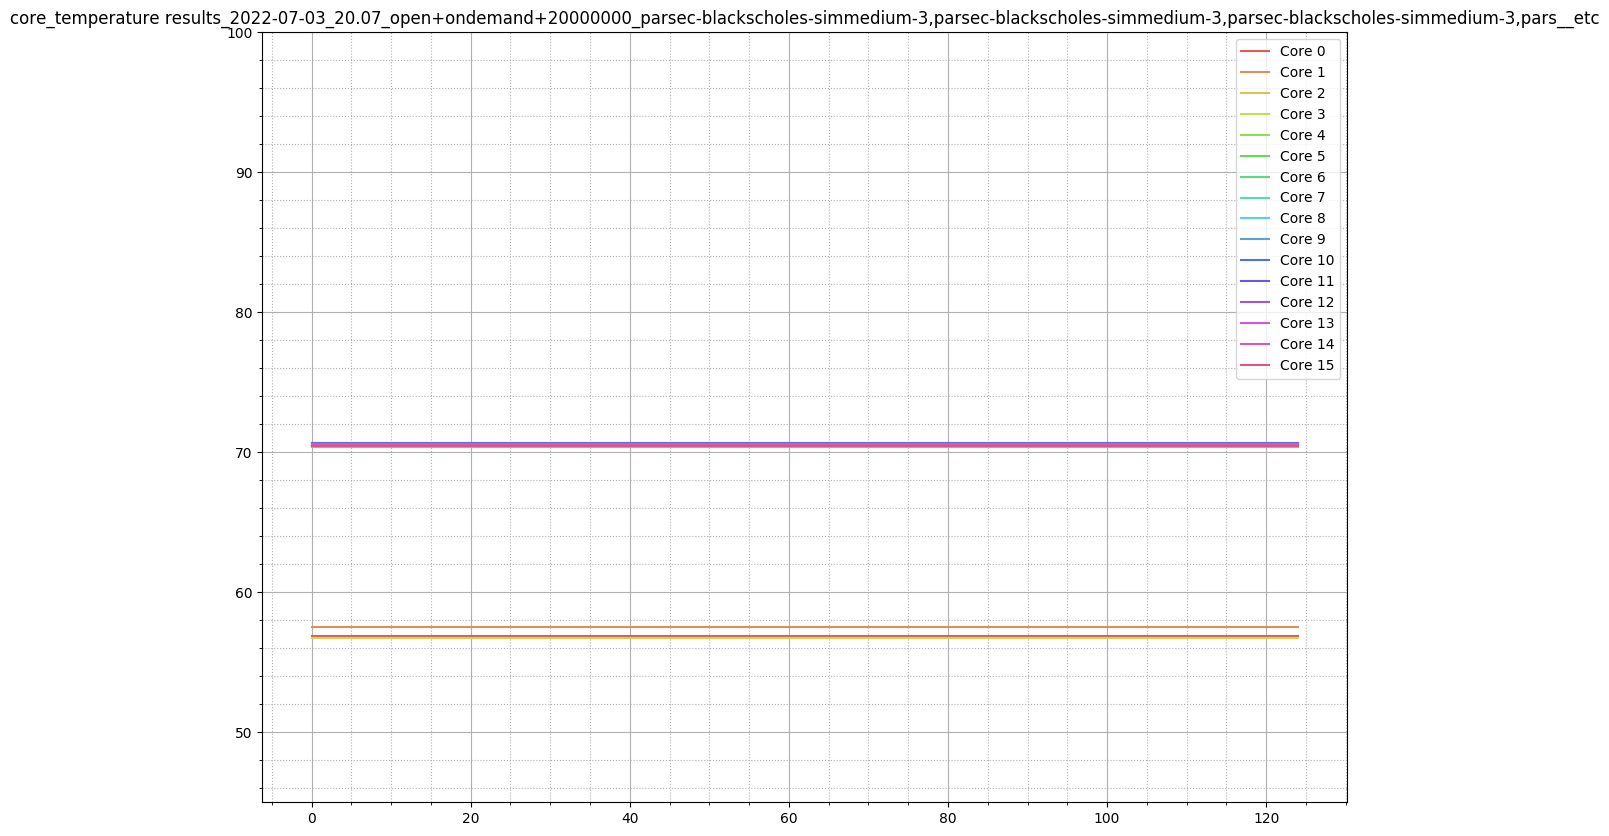 core_temperature results_2022-07-03_20.07_open+ondemand+20000000_parsec-blackscholes-simmedium-3,parsec-blackscholes-simmedium-3,parsec-blackscholes-simmedium-3,pars__etc
100
90
80
70
60
50
0 20 40 60 80 100 120
Core 0
Core 1
Core 2
Core 3
Core 4
Core 5
Core 6
Core 7
Core 8
Core 9
Core 10
Core 11
Core 12
Core 13
Core 14
Core 15